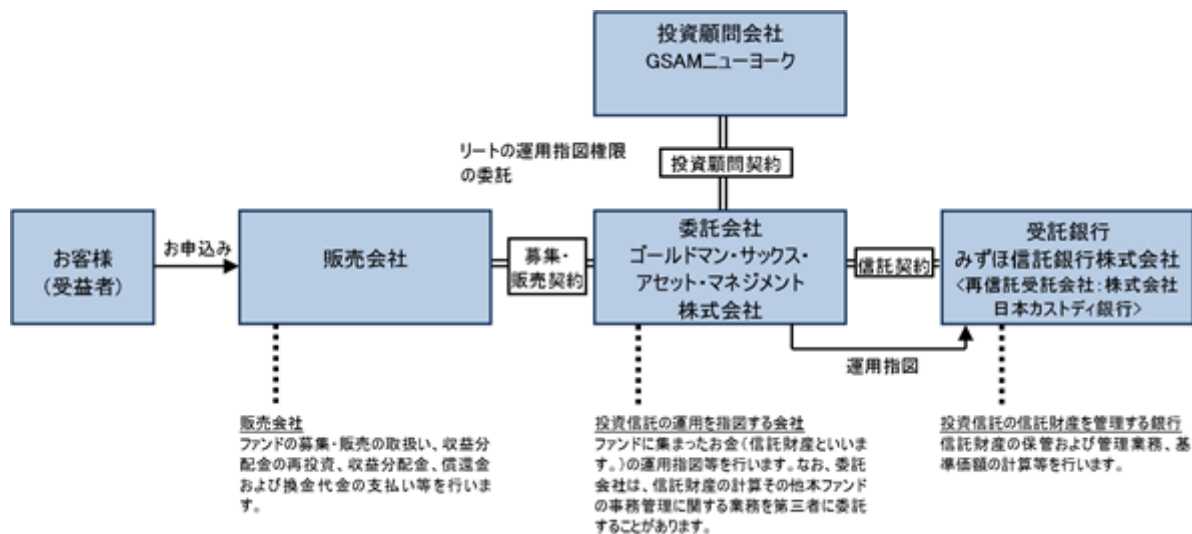 投資顧問会社
GSAMニューヨーク
リートの運用指図権限
の委託
投資顧問契約
お客様
(受益者)
お申込み
販売会社
募集・
販売契約
委託会社
ゴールドマン・サックス・
アセット・マネジメント
株式会社
信託契約
受託銀行
みずほ信託銀行株式会社
<再信託受託会社:株式会社
日本カストディ銀行>
運用指図
販売会社
ファンドの募集・販売の取扱い、収益分
配金の再投資、収益分配金、償還金
および換金代金の支払い等を行いま
す。
投資信託の運用を指図する会社
ファンドに集まったお金(信託財産といいま
す。)の運用指図等を行います。なお、委託
会社は、信託財産の計算その他本ファンド
の事務管理に関する業務を第三者に委託
することがあります。
投資信託の信託財産を管理する銀行
信託財産の保管および管理業務、基
準価額の計算等を行います。